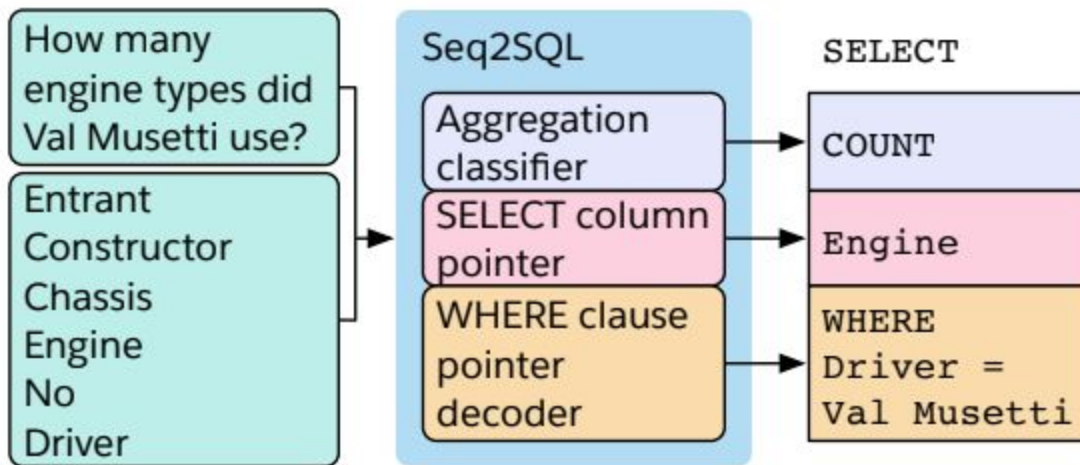 How many
engine types did
Val Musetti use?
Entrant
Constructor
Chassis
Engine
No
Driver
Seq2SQL
Aggregation
classifier
SELECT column
pointer
WHERE clause
pointer
decoder
SELECT
COUNT
Engine
WHERE
Driver =
Val Musetti